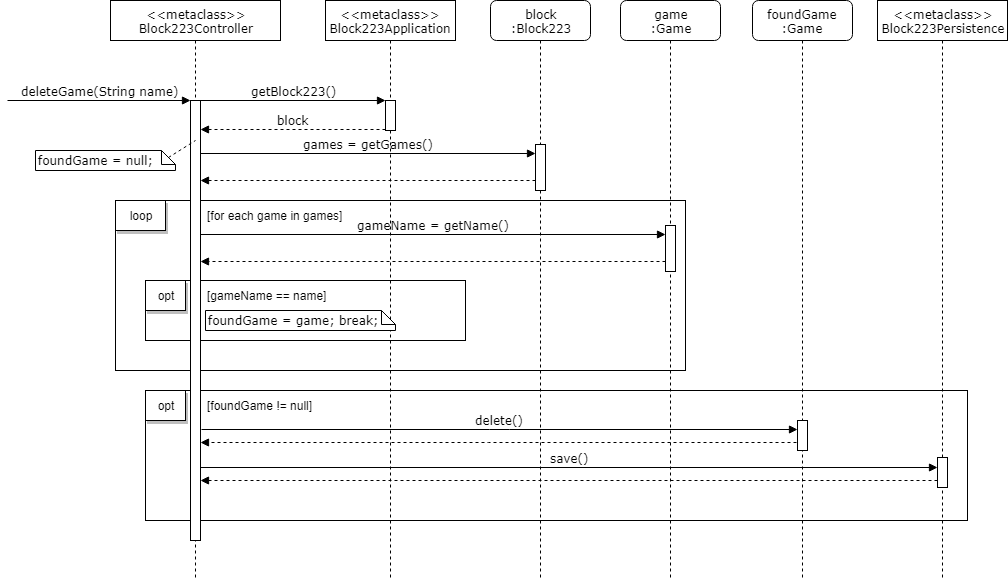 <<metaclass>>
Block223Controller
<<metaclass>>
Block223Application
block
:Block223
game
:Game
foundGame
:Game
<<metaclass>>
Block223Persistence
deleteGame(String name)
getBlock223()
block
foundGame = null;
games = getGames()
loop
[for each game in games]
gameName = getName()
opt
[gameName == name]
foundGame = game; break;
opt
[foundGame != null]
delete()
save()